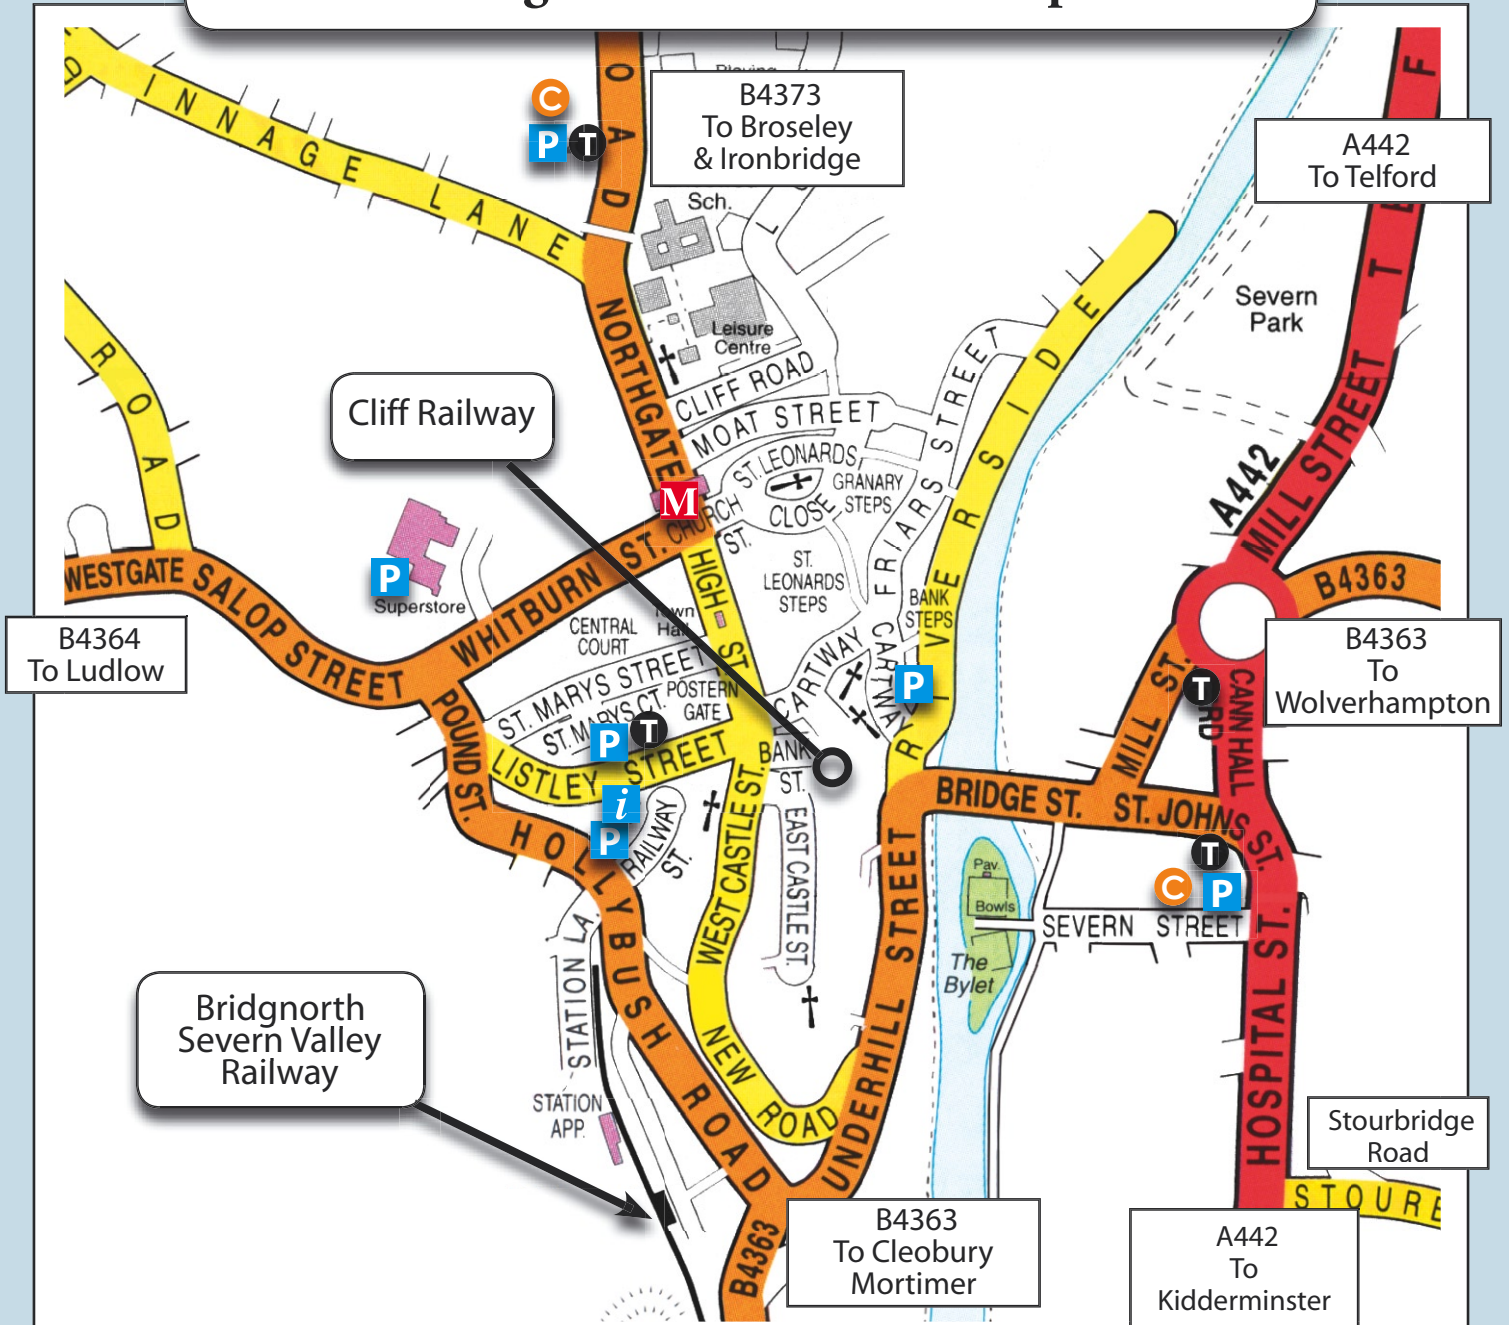 B4373
To Broseley
& Ironbridge
A442
To Telford
C
P
T
OAD
INNAGE LANE
Sch.
Leisure
Centre
Severn
Park
NORTHGATE
CLIFF ROAD
MOAT STREET
Cliff Railway
ROAD
ST. LEONARDS
CLOSE
GRANARY
STEPS
FRIARS STREET
RIVERSIDE
A442
MILL STREET
M
CHURCH
ST.
ST.
LEONARDS
STEPS
BANK
STEPS
WESTGATE
SALOP STREET
P
Superstore
WHITBURN ST.
HIGH ST.
Town
Hall
CENTRAL
COURT
B4363
B4364
To Ludlow
B4363
To
Wolverhampton
ST. MARYS STREET
ST. MARYS CT.
POSTERN
GATE
CARTWAY
CARTWAY
P
T
RD
CANN HALL
MILL ST.
POUND ST.
LISTLEY STREET
P
T
BANK
ST.
i
P
RAILWAY
ST.
WEST CASTLE ST.
EAST CASTLE ST.
BRIDGE ST.
ST. JOHNS ST.
T
C
P
Pav.
Bowls
SEVERN STREET
The
Bylet
HOLLYBUSH ROAD
STATION LA.
UNDERHILL STREET
NEW ROAD
HOSPITAL ST.
Bridgnorth
Severn Valley
Railway
STATION
APP.
Stourbridge
Road
STOURB
B4363
B4363
To Cleobury
Mortimer
A442
To
Kidderminster